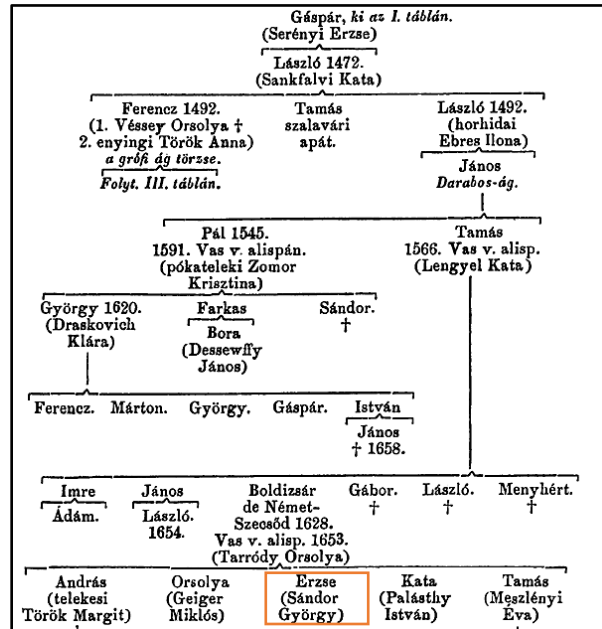 Gáspár, ki az I. táblán.
(Serényi Erzse)
László 1472.
(Sankfalvi Kata)
Ferencz 1492.
(1. Véssey Orsolya †
2. enyingi Török Anna)
a grófi ág törzse.
Folyt. III. táblán.
Tamás
szalavári
apát.
László 1492.
(horhidai
Ebres Ilona)
János
Darabos-ág.
Pál 1545.
1591. Vas v. alispán.
(pókateleki Zomor
Krisztina)
Tamás
1566. Vas v. alisp.
(Lengyel Kata)
György 1620.
(Draskovich
Klára)
Farkas
Bora
(Dessewffy
János)
Sándor.
†
Ferencz.
Márton.
György.
Gáspár.
István
János
† 1658.
Imre
Ádám.
János
László.
1654.
Boldizsár
de Német-
Szecsőd 1628.
Vas v. alisp. 1653.
(Tarródy Orsolya)
Gábor.
†
László.
†
Menyhért.
†
András
(telekesi
Török Margit)
Orsolya
(Geiger
Miklós)
Erzse
(Sándor
György)
Kata
(Palásthy
István)
Tamás
(Meszlényi
Éva)